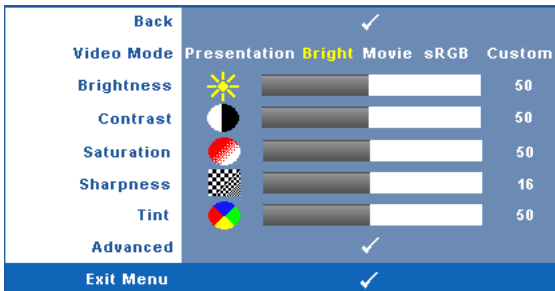 Back
Video Mode Presentation Bright Movie sRGB Custom
Brightness 50
Contrast 50
Saturation 50
Sharpness 16
Tint 50
Advanced
Exit Menu